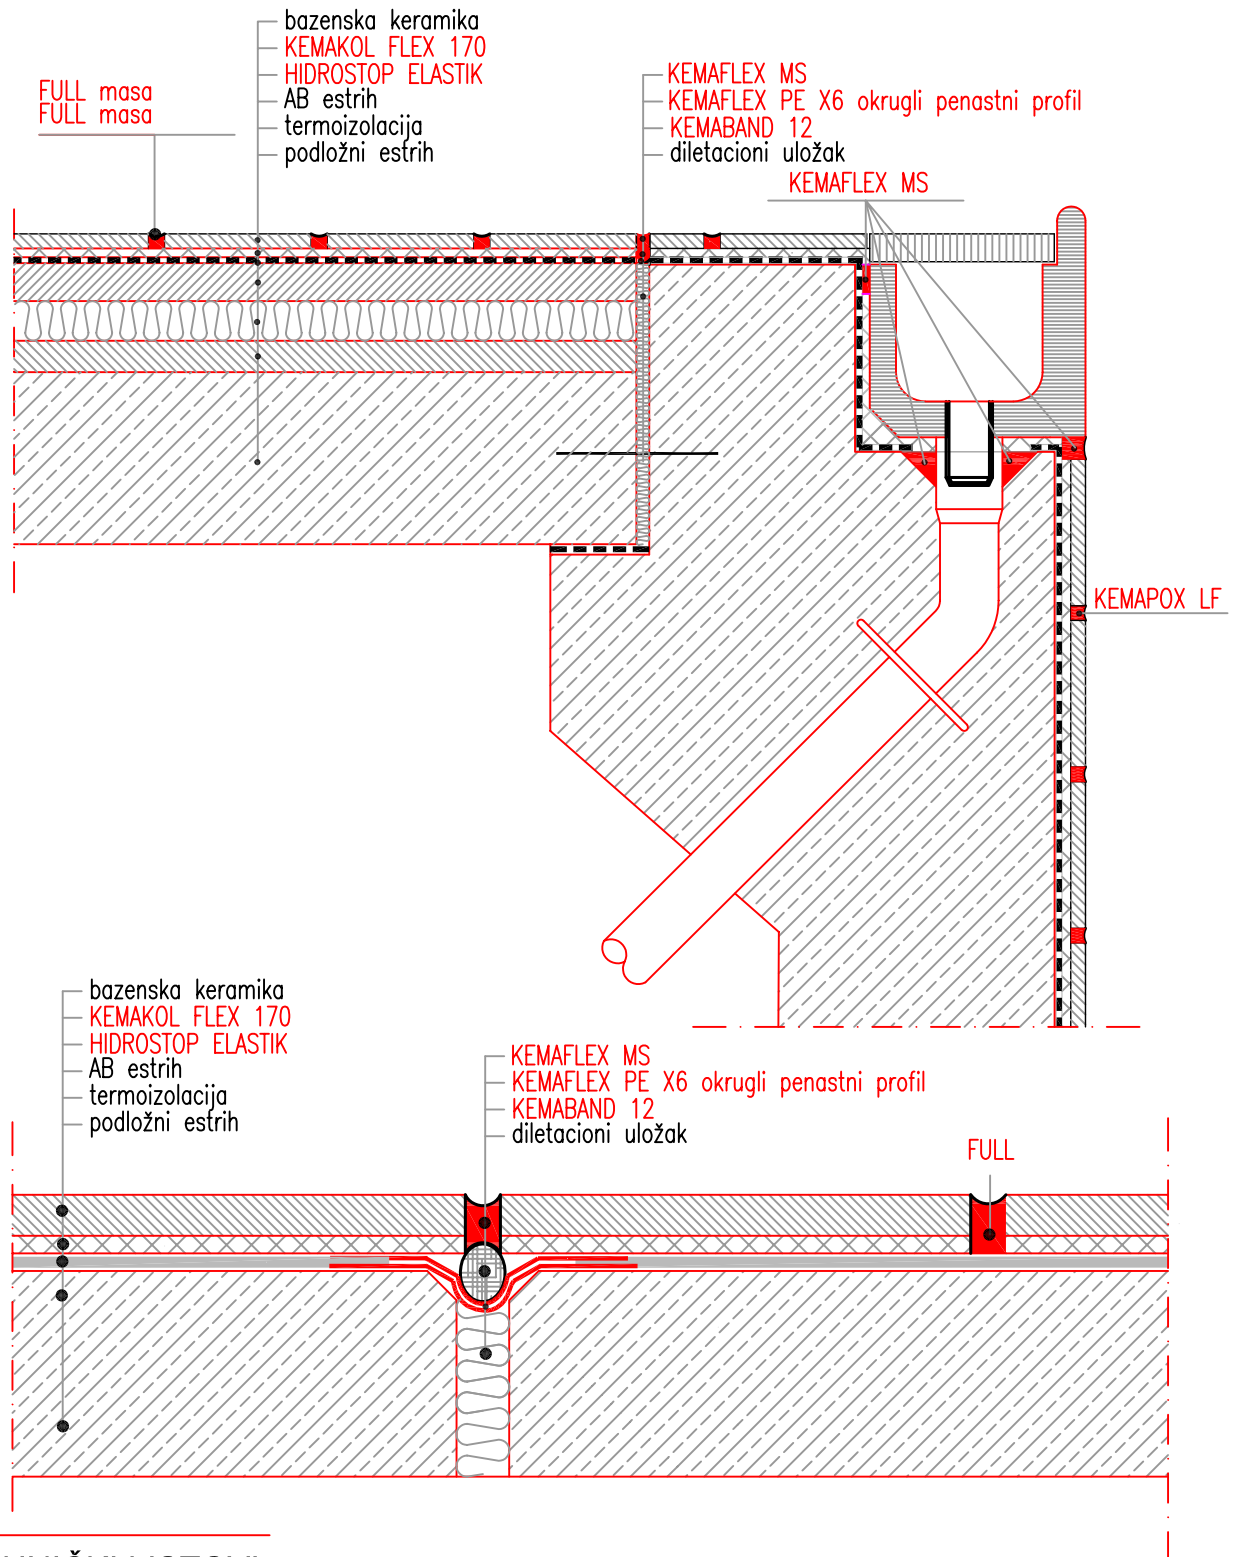 bazenska keramika
KEMAKOL FLEX 170
HIDROSTOP ELASTIK
AB estrih
termoizolacija
podložni estrih
FULL masa
FULL masa
KEMAFLEX MS
KEMAFLEX PE X6 okrugli penastni profil
KEMABAND 12
diletacioni uložak
KEMAFLEX MS
KEMAPOX LF
bazenska keramika
KEMAKOL FLEX 170
HIDROSTOP ELASTIK
AB estrih
termoizolacija
podložni estrih
KEMAFLEX MS
KEMAFLEX PE X6 okrugli penastni profil
KEMABAND 12
diletacioni uložak
FULL